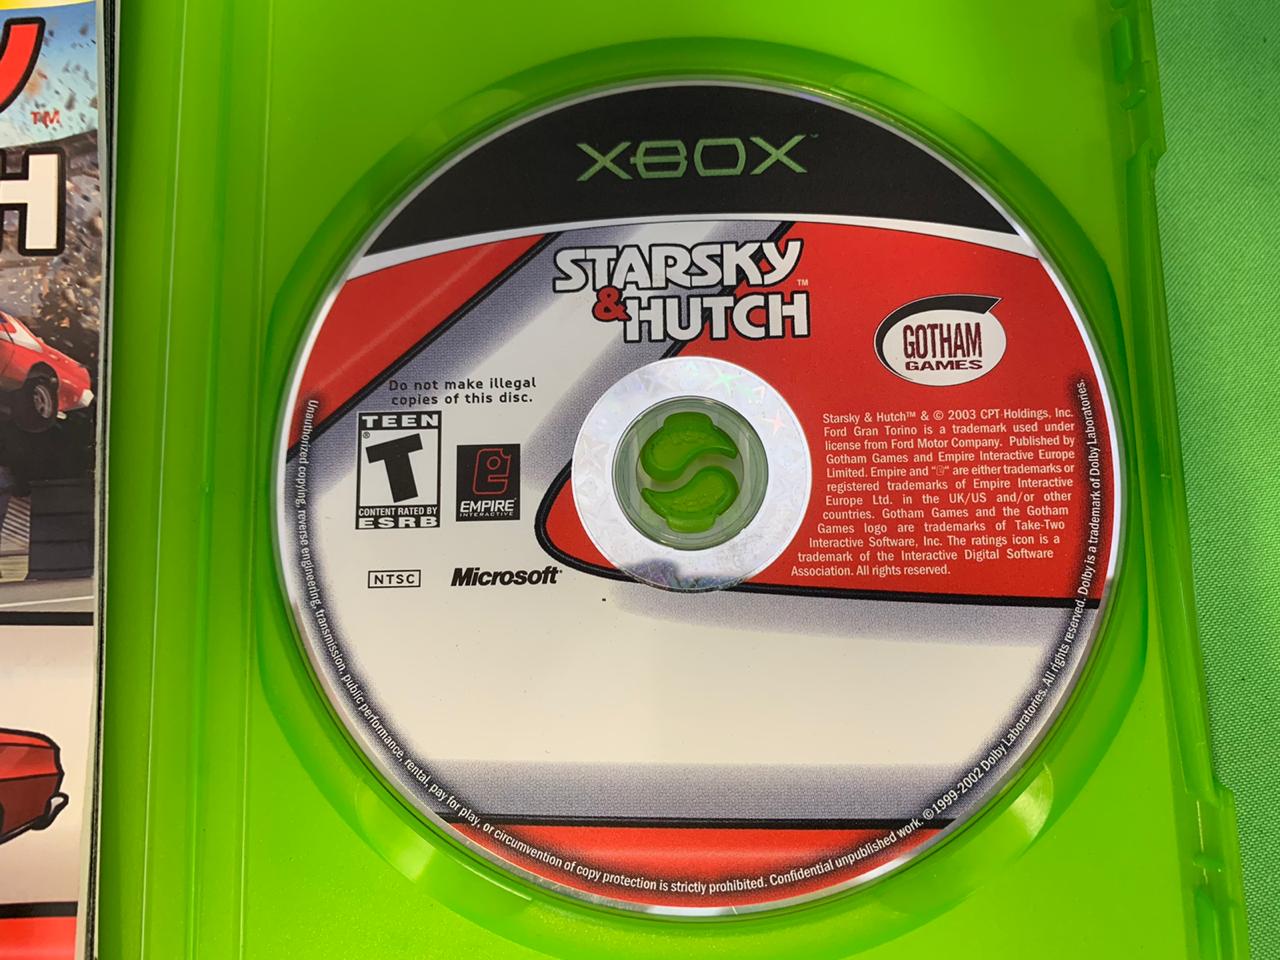 TM
H
XBOX™
STARSKY
& HUTCH™
GOTHAM
GAMES
Do not make illegal
copies of this disc.
TEEN
T®
CONTENT RATED BY
ESRB
EMPIRE
INTERACTIVE
NTSC
Microsoft®
Starsky & Hutch™ & © 2003 CPT Holdings, Inc.
Ford Gran Torino is a trademark used under
license from Ford Motor Company. Published by
Gotham Games and Empire Interactive Europe
Limited. Empire and "e" are either trademarks or
registered trademarks of Empire Interactive
Europe Ltd. in the UK/US and/or other
countries. Gotham Games and the Gotham
Games logo are trademarks of Take-Two
Interactive Software, Inc. The ratings icon is a
trademark of the Interactive Digital Software
Association. All rights reserved.
Unauthorized copying, reverse engineering, transmission, public performance, rental, pay for play, or circumvention of copy protection is strictly prohibited. Confidential unpublished work. ©1999-2002 Dolby Laboratories. All rights reserved. Dolby is a trademark of Dolby Laboratories.